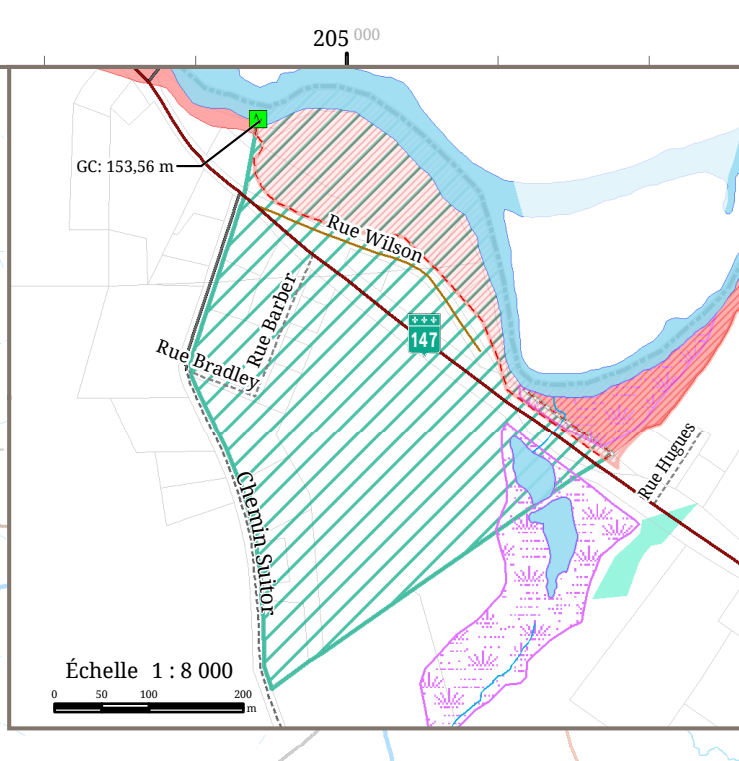 205 000
GC: 153,56 m
Rue Wilson
Rue Barber
147
Rue Bradley
Rue Hugues
Chemin Suitor
Échelle 1 : 8 000
0 50 100 200
m